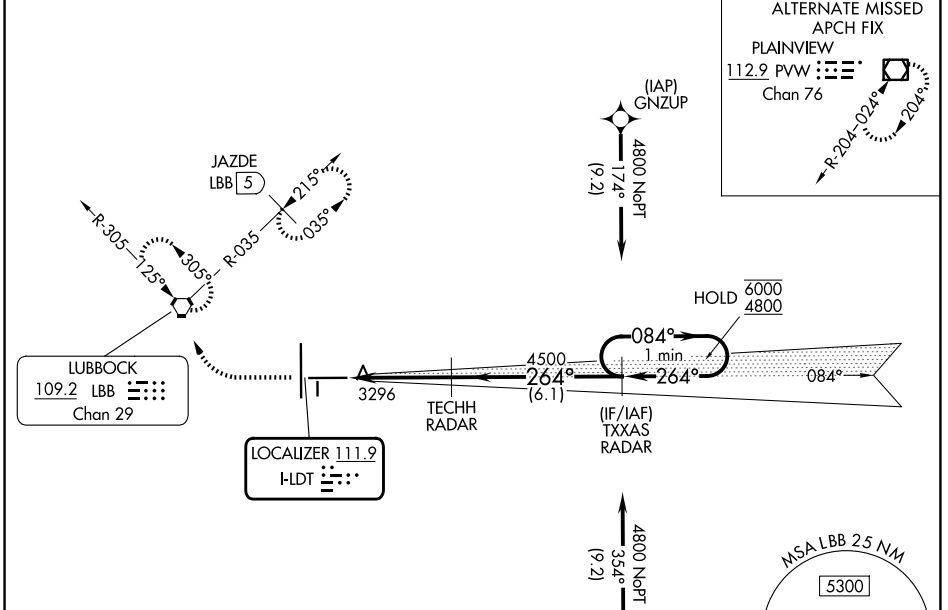 ALTERNATE MISSED
APCH FIX
PLAINVIEW
112.9 PVW
Chan 76
R-204
024°
204°
(IAP)
GNZUP
4800 NoPT
174°
(9.2)
JAZDE
LBB 5
215°
035°
R-035
R-305
125°
305°
LUBBOCK
109.2 LBB
Chan 29
HOLD 6000
4800
084°
1 min
264°
084°
4500
264°
(6.1)
3296
TECHH
RADAR
(IF/IAF)
TXXAS
RADAR
LOCALIZER 111.9
I-LDT
4800 NoPT
354°
(9.2)
MSA LBB 25 NM
5300